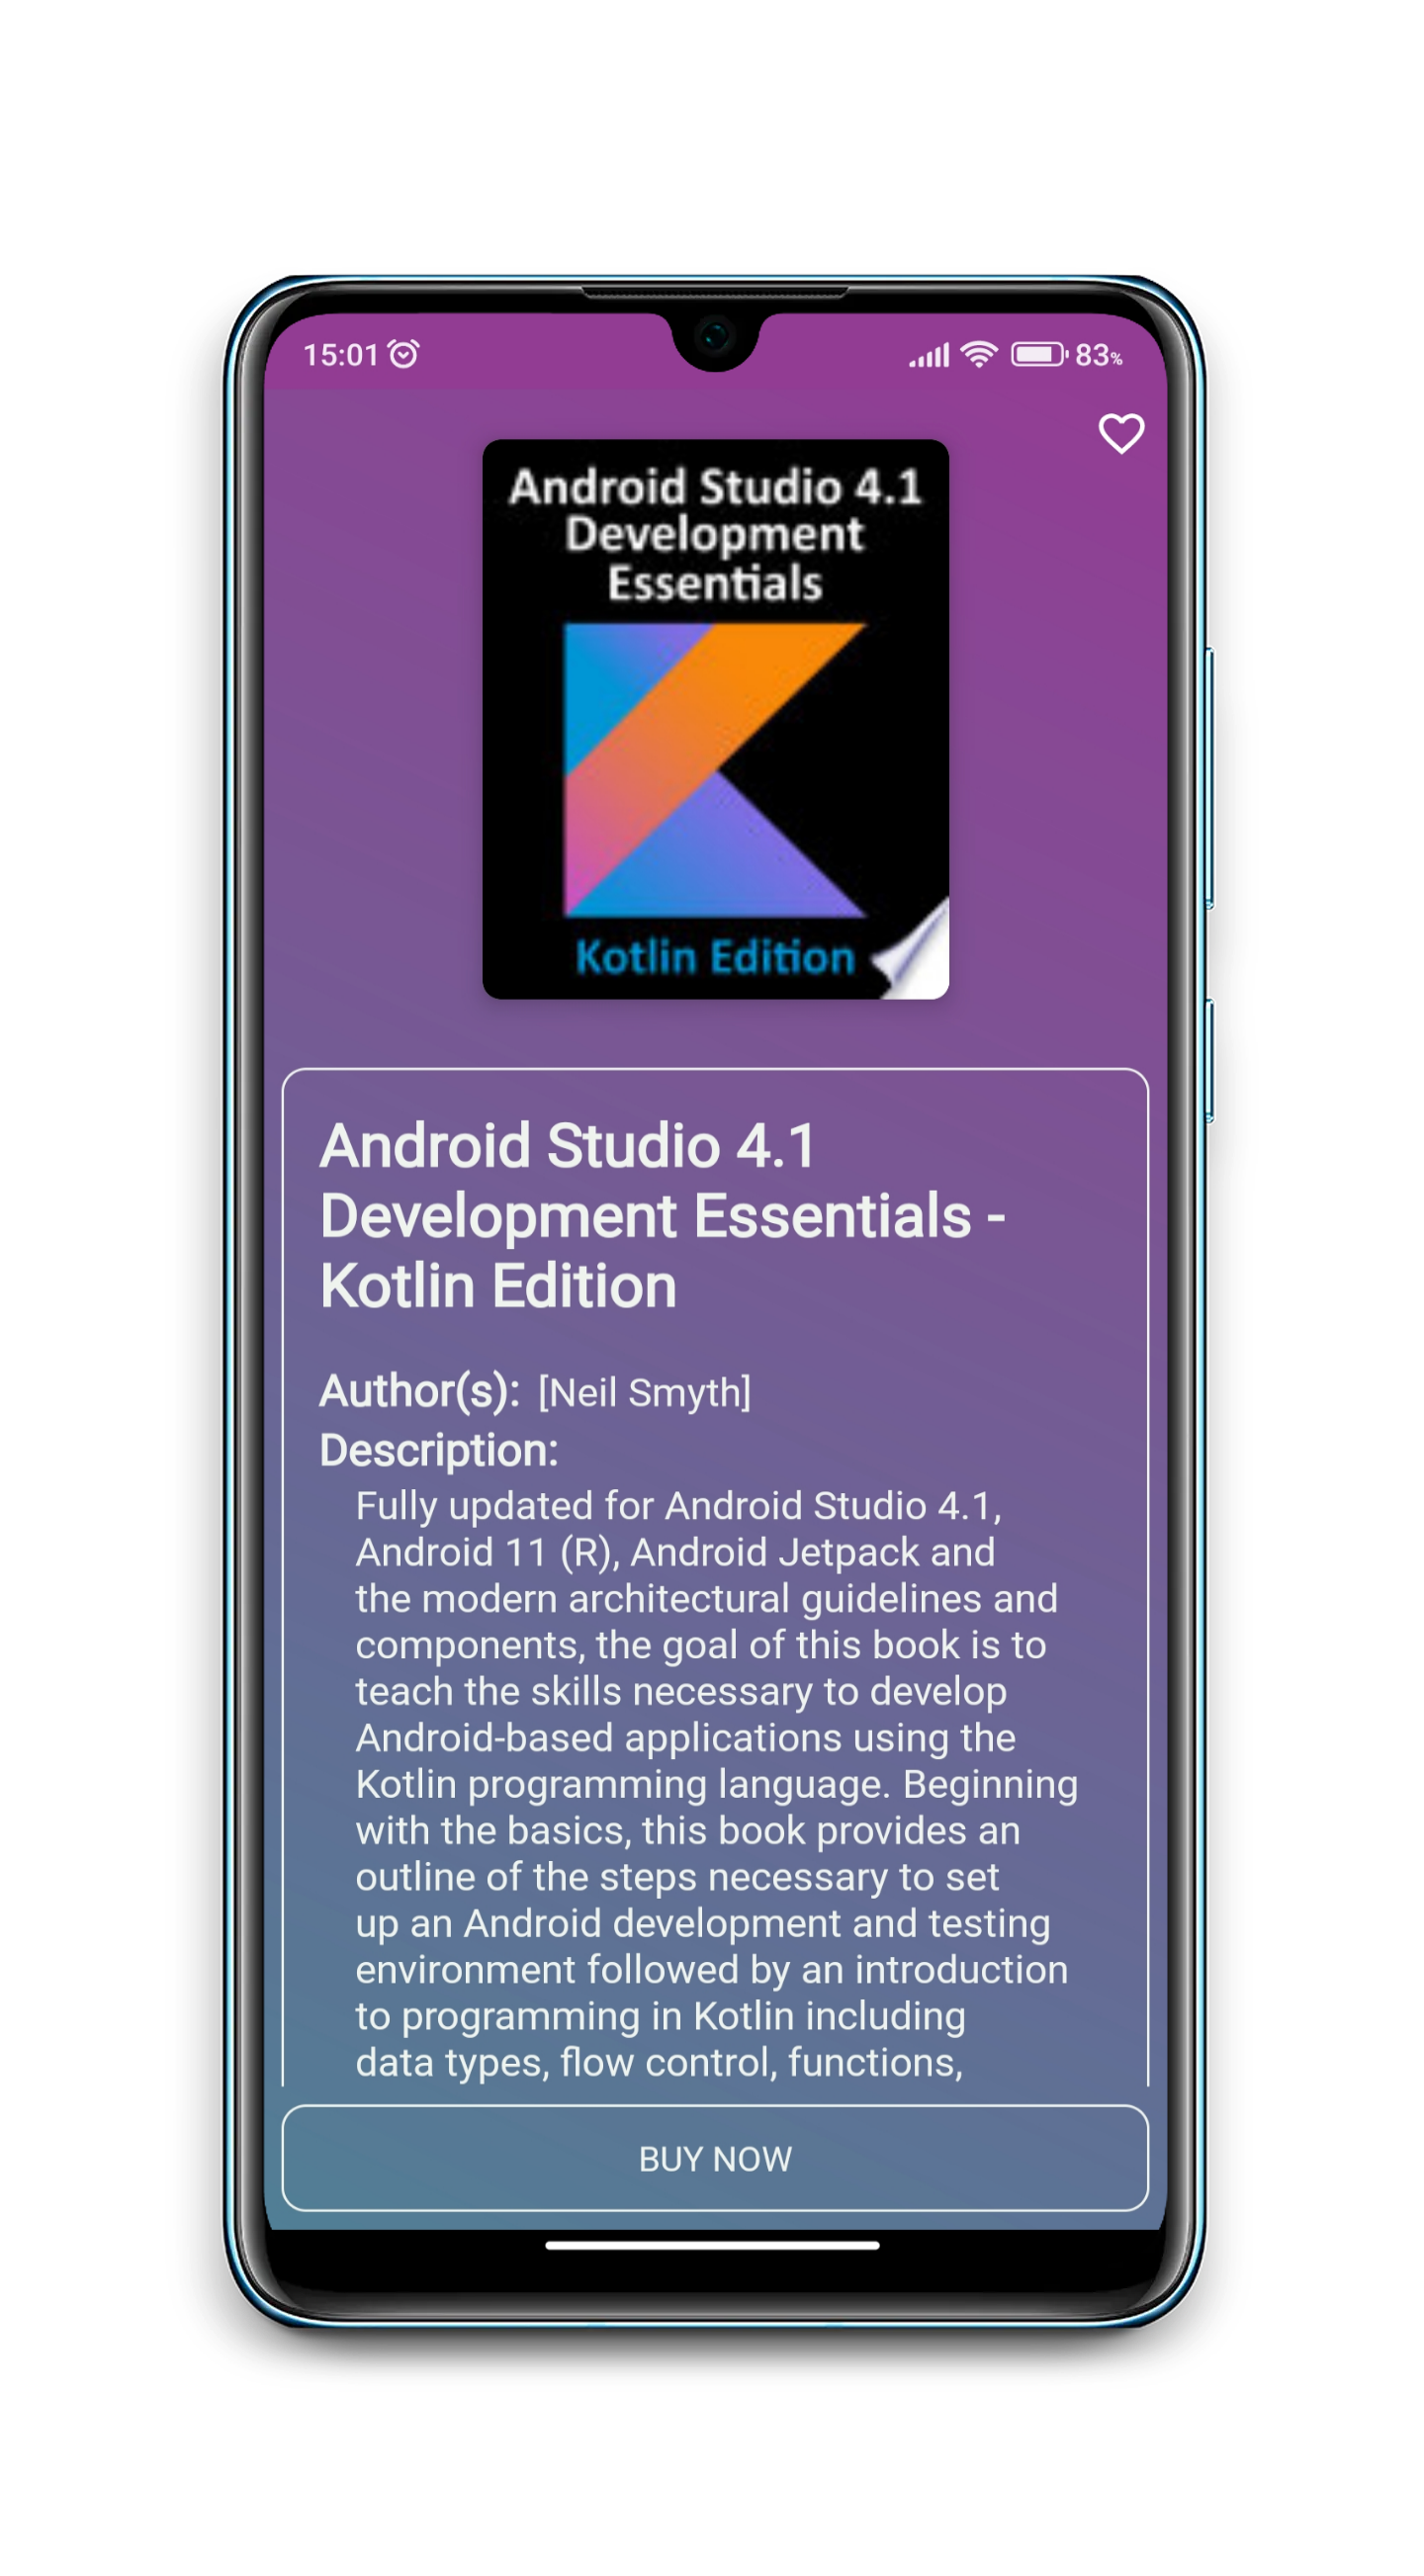 15:01 83%
Android Studio 4.1
Development
Essentials
Kotlin Edition
Android Studio 4.1
Development Essentials -
Kotlin Edition
Author(s): [Neil Smyth]
Description:
Fully updated for Android Studio 4.1,
Android 11 (R), Android Jetpack and
the modern architectural guidelines and
components, the goal of this book is to
teach the skills necessary to develop
Android-based applications using the
Kotlin programming language. Beginning
with the basics, this book provides an
outline of the steps necessary to set
up an Android development and testing
environment followed by an introduction
to programming in Kotlin including
data types, flow control, functions,
BUY NOW